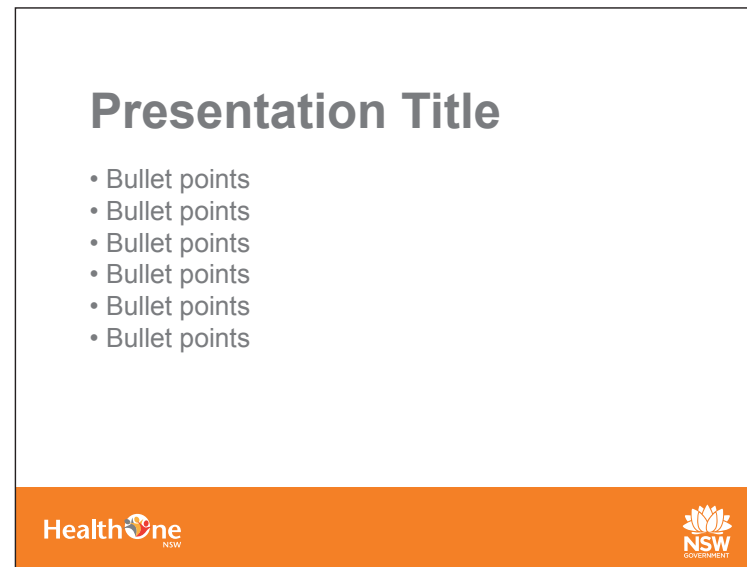 Presentation Title
• Bullet points
• Bullet points
• Bullet points
• Bullet points
• Bullet points
• Bullet points
HealthOne
NSW
NSW
GOVERNMENT